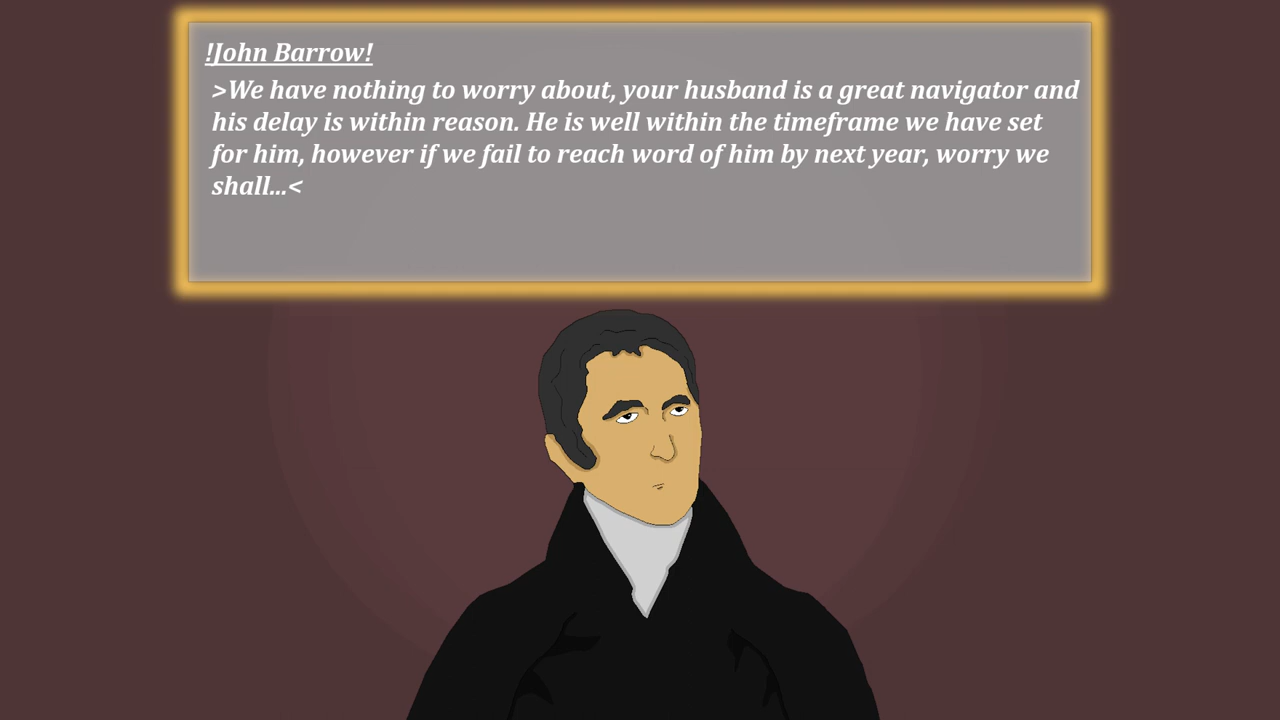 !John Barrow!
>We have nothing to worry about, your husband is a great navigator and
his delay is within reason. He is well within the timeframe we have set
for him, however if we fail to reach word of him by next year, worry we
shall...<